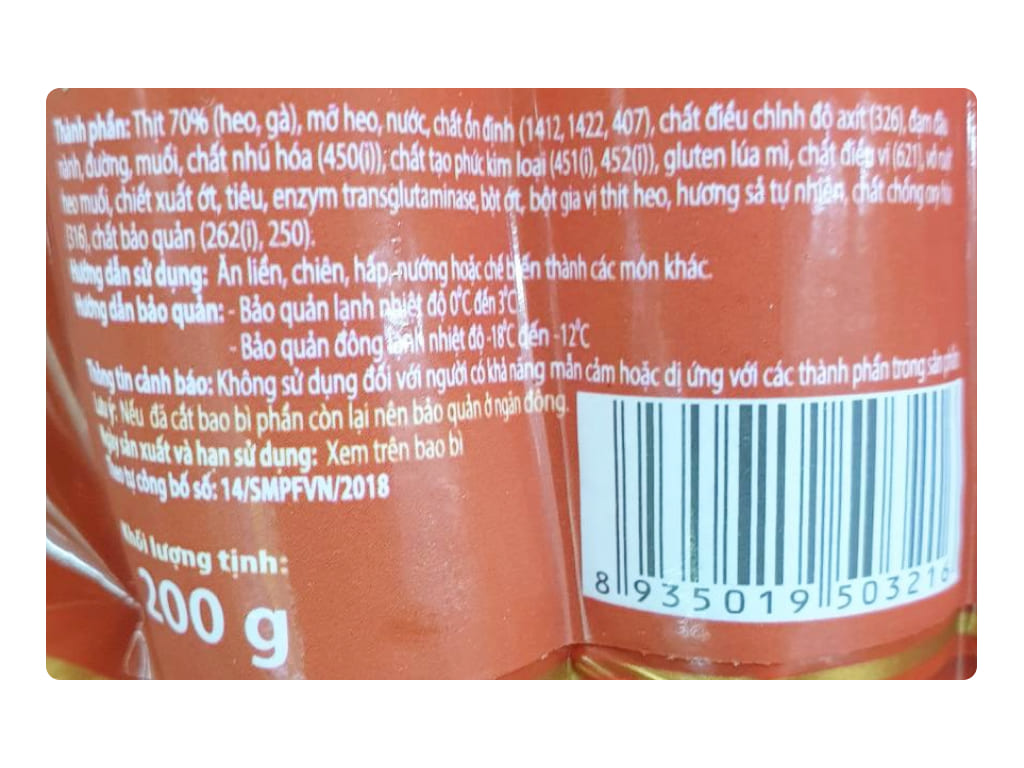 Thành phần: Thịt 70% (heo, gà), mỡ heo, nước, chất ổn định (1412, 1422, 407), chất điều chỉnh độ axit (326), đạm đậu
nành, đường, muối, chất nhũ hóa (450(i)), chất tạo phức kim loại (451(i), 452(i)), gluten lúa mì, chất điều vị (621),
heo muối, chiết xuất ớt, tiêu, enzym transglutaminase, bột ớt, bột gia vị thịt heo, hương sả tự nhiên, chất chống oxy hóa
(316), chất bảo quản (262(i), 250).
Hướng dẫn sử dụng: Ăn liền, chiên, hấp, nướng hoặc chế biến thành các món khác.
Hướng dẫn bảo quản: - Bảo quản lạnh nhiệt độ 0°C đến 3°C
- Bảo quản đông lạnh nhiệt độ -18°C đến -12°C
Thông tin cảnh báo: Không sử dụng đối với người có khả năng mẫn cảm hoặc dị ứng với các thành phần trong sản phẩm
Lưu ý: Nếu đã cắt bao bì phần còn lại nên bảo quản ở ngăn đông.
Ngày sản xuất và hạn sử dụng: Xem trên bao bì
tự công bố số: 14/SMPFVN/2018
Khối lượng tịnh:
200 g
8 935019 503216